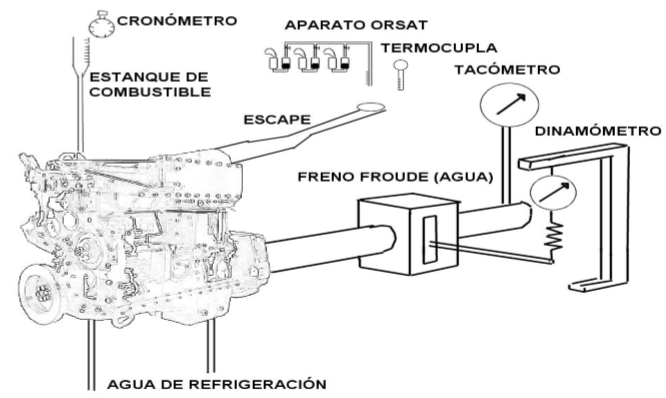 CRONÓMETRO
APARATO ORSAT
TERMOCUPLA
TACÓMETRO
ESTANQUE DE
COMBUSTIBLE
ESCAPE
DINAMÓMETRO
FRENO FROUDE (AGUA)
AGUA DE REFRIGERACIÓN